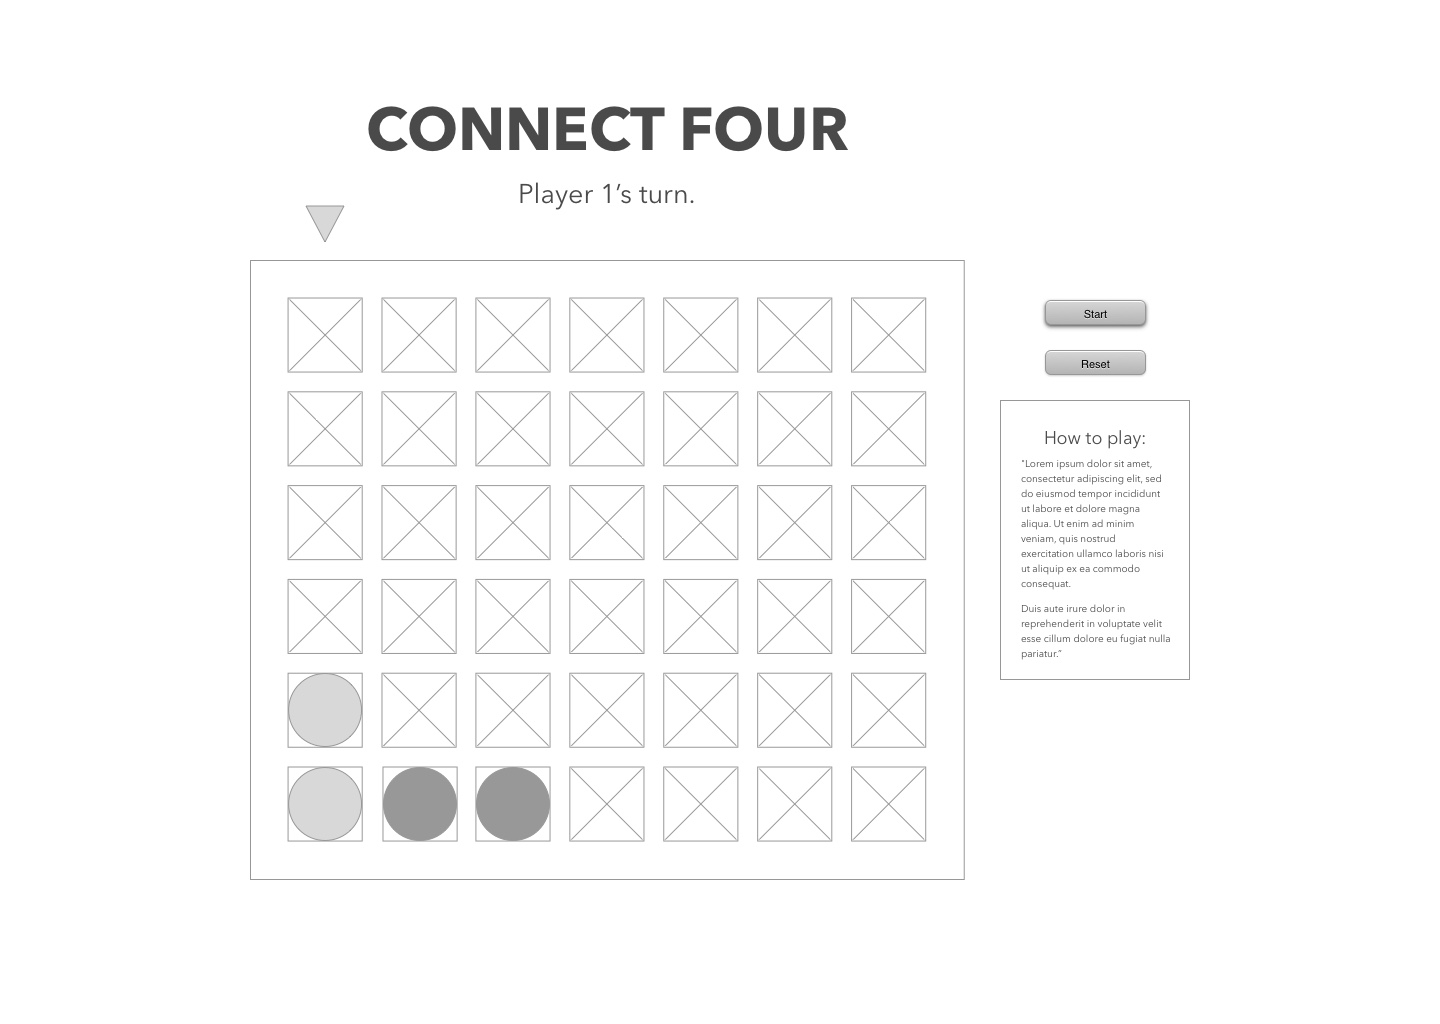 CONNECT FOUR
Player 1’s turn.
Start
Reset
How to play:
“Lorem ipsum dolor sit amet,
consectetur adipiscing elit, sed
do eiusmod tempor incididunt
ut labore et dolore magna
aliqua. Ut enim ad minim
veniam, quis nostrud
exercitation ullamco laboris nisi
ut aliquip ex ea commodo
consequat.
Duis aute irure dolor in
reprehenderit in voluptate velit
esse cillum dolore eu fugiat nulla
pariatur.”